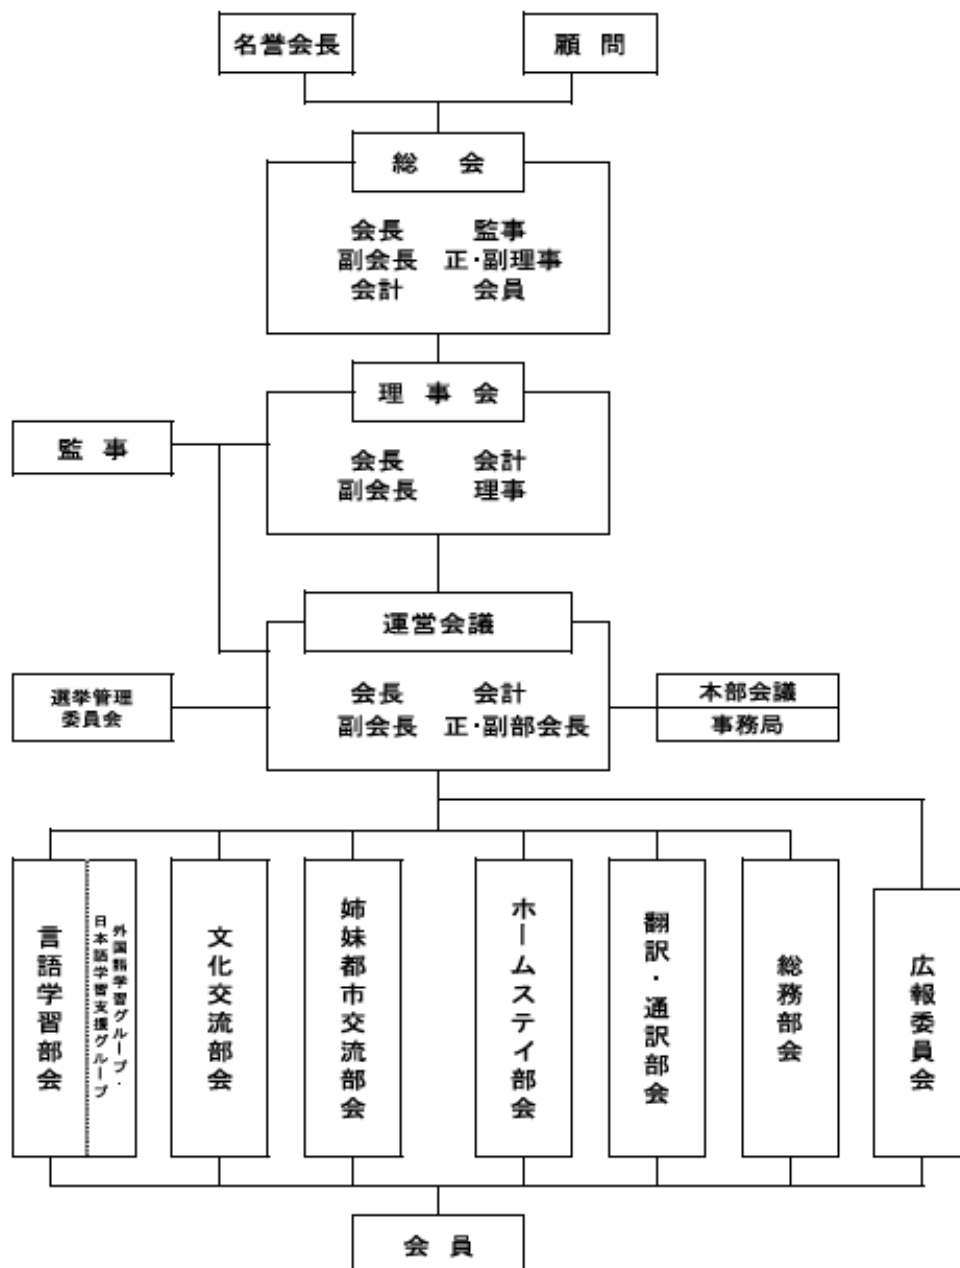 名誉会長
顧問
総会
会長 監事
副会長 正・副理事
会計 会員
理事会
監事
会長 会計
副会長 理事
運営会議
選挙管理
委員会
会長 会計
副会長 正・副部会長
本部会議
事務局
言語学習部会
外国語学習グループ・
日本語学習支援グループ
文化交流部会
姉妹都市交流部会
ホームステイ部会
翻訳・通訳部会
総務部会
広報委員会
会員